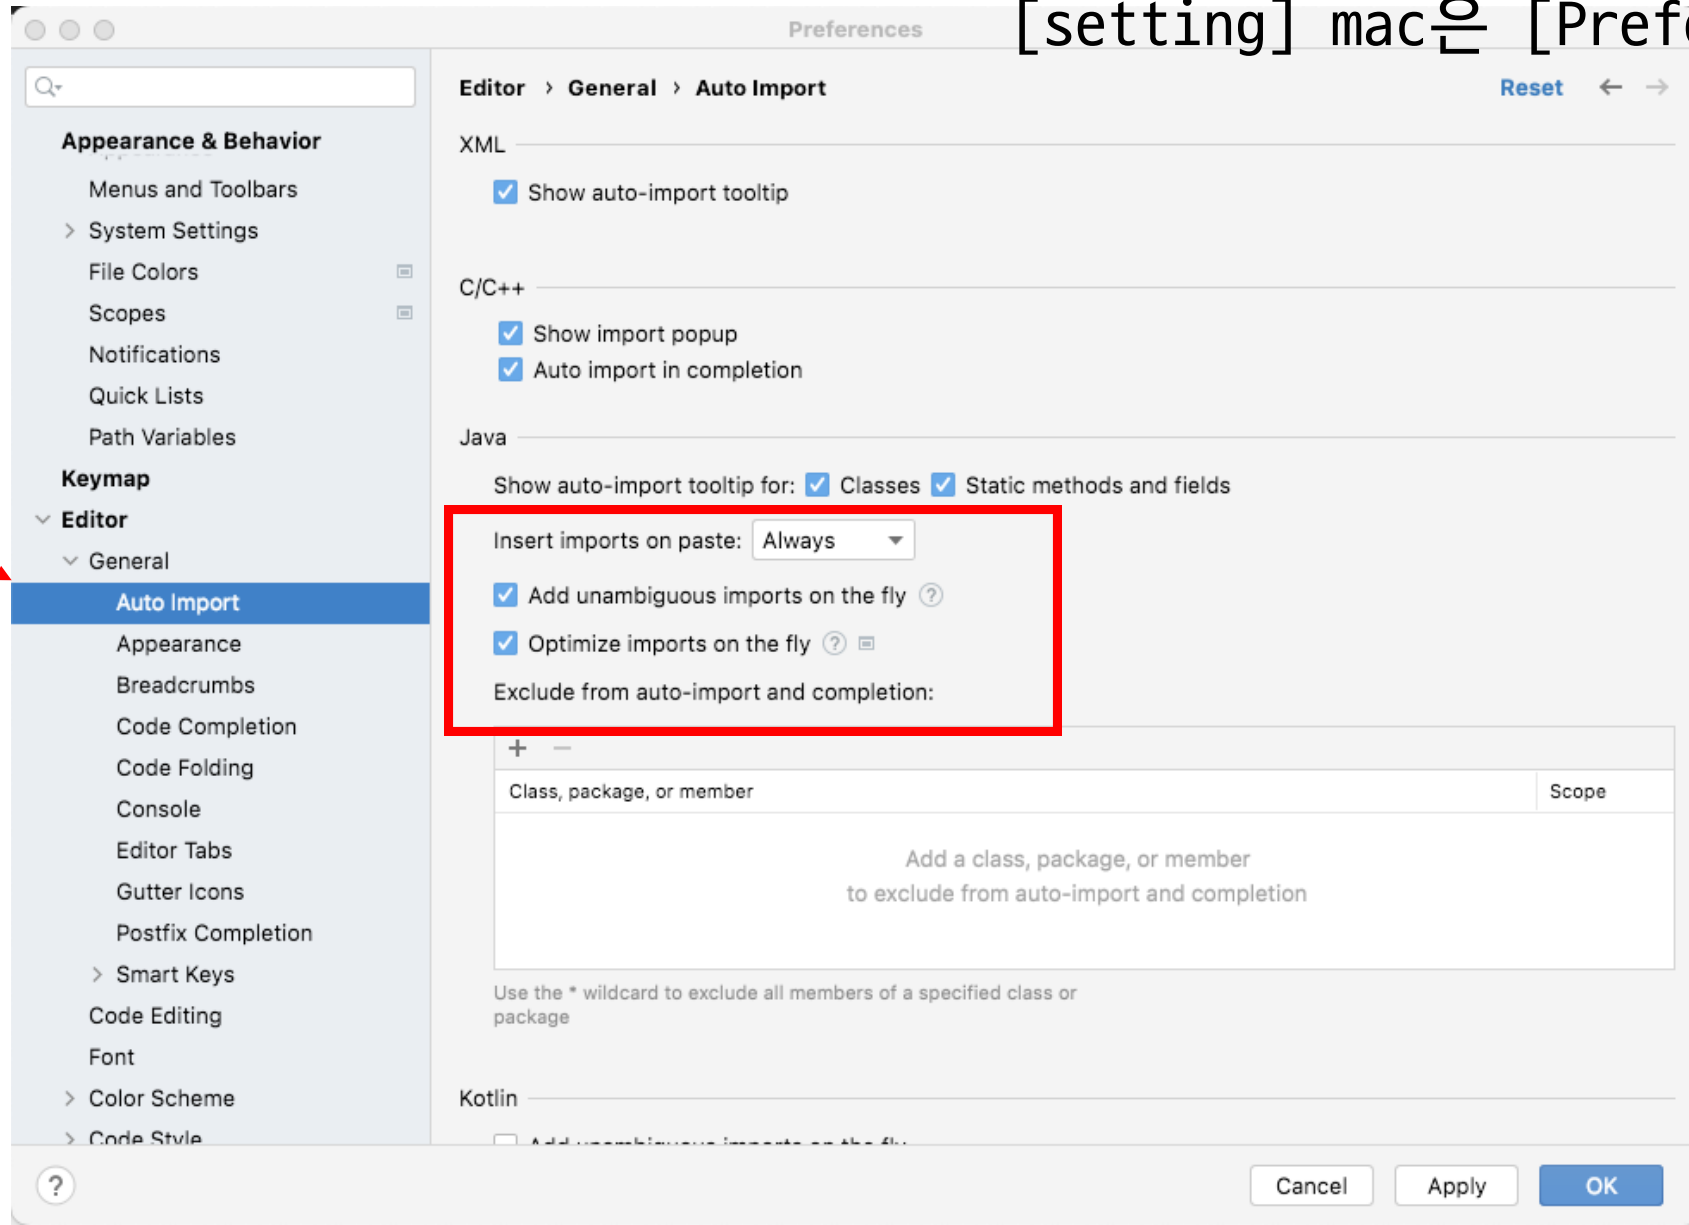 [setting] mac은 [Pref
Preferences
Editor › General › Auto Import
Reset
Appearance & Behavior
Menus and Toolbars
System Settings
File Colors
Scopes
Notifications
Quick Lists
Path Variables
Keymap
Editor
General
Auto Import
Appearance
Breadcrumbs
Code Completion
Code Folding
Console
Editor Tabs
Gutter Icons
Postfix Completion
Smart Keys
Code Editing
Font
Color Scheme
Code Style
XML
Show auto-import tooltip
C/C++
Show import popup
Auto import in completion
Java
Show auto-import tooltip for: Classes Static methods and fields
Insert imports on paste: Always
Add unambiguous imports on the fly ?
Optimize imports on the fly ?
Exclude from auto-import and completion:
+ −
Class, package, or member Scope
Add a class, package, or member
to exclude from auto-import and completion
Use the * wildcard to exclude all members of a specified class or
package
Kotlin
Add unambiguous imports on the fly
? Cancel Apply OK